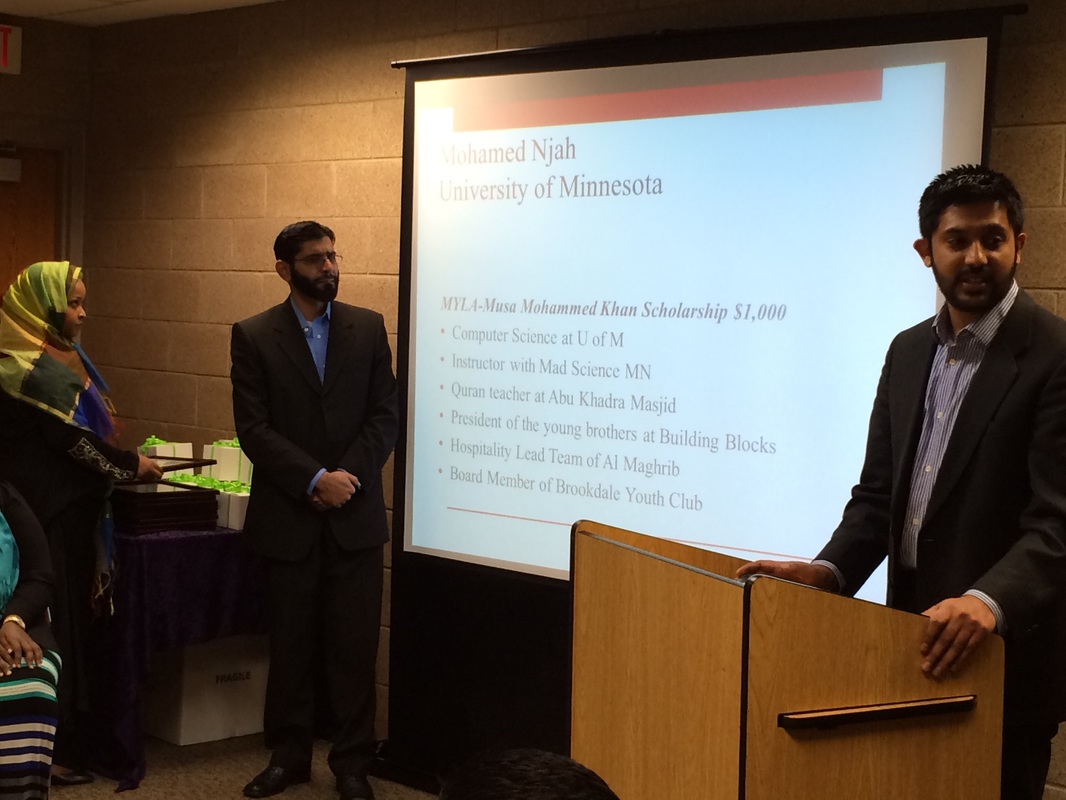 Mohamed Njah
University of Minnesota
MYLA-Musa Mohammed Khan Scholarship $1,000
• Computer Science at U of M
• Instructor with Mad Science MN
• Quran teacher at Abu Khadra Masjid
• President of the young brothers at Building Blocks
• Hospitality Lead Team of Al Maghrib
• Board Member of Brookdale Youth Club
FRAGILE